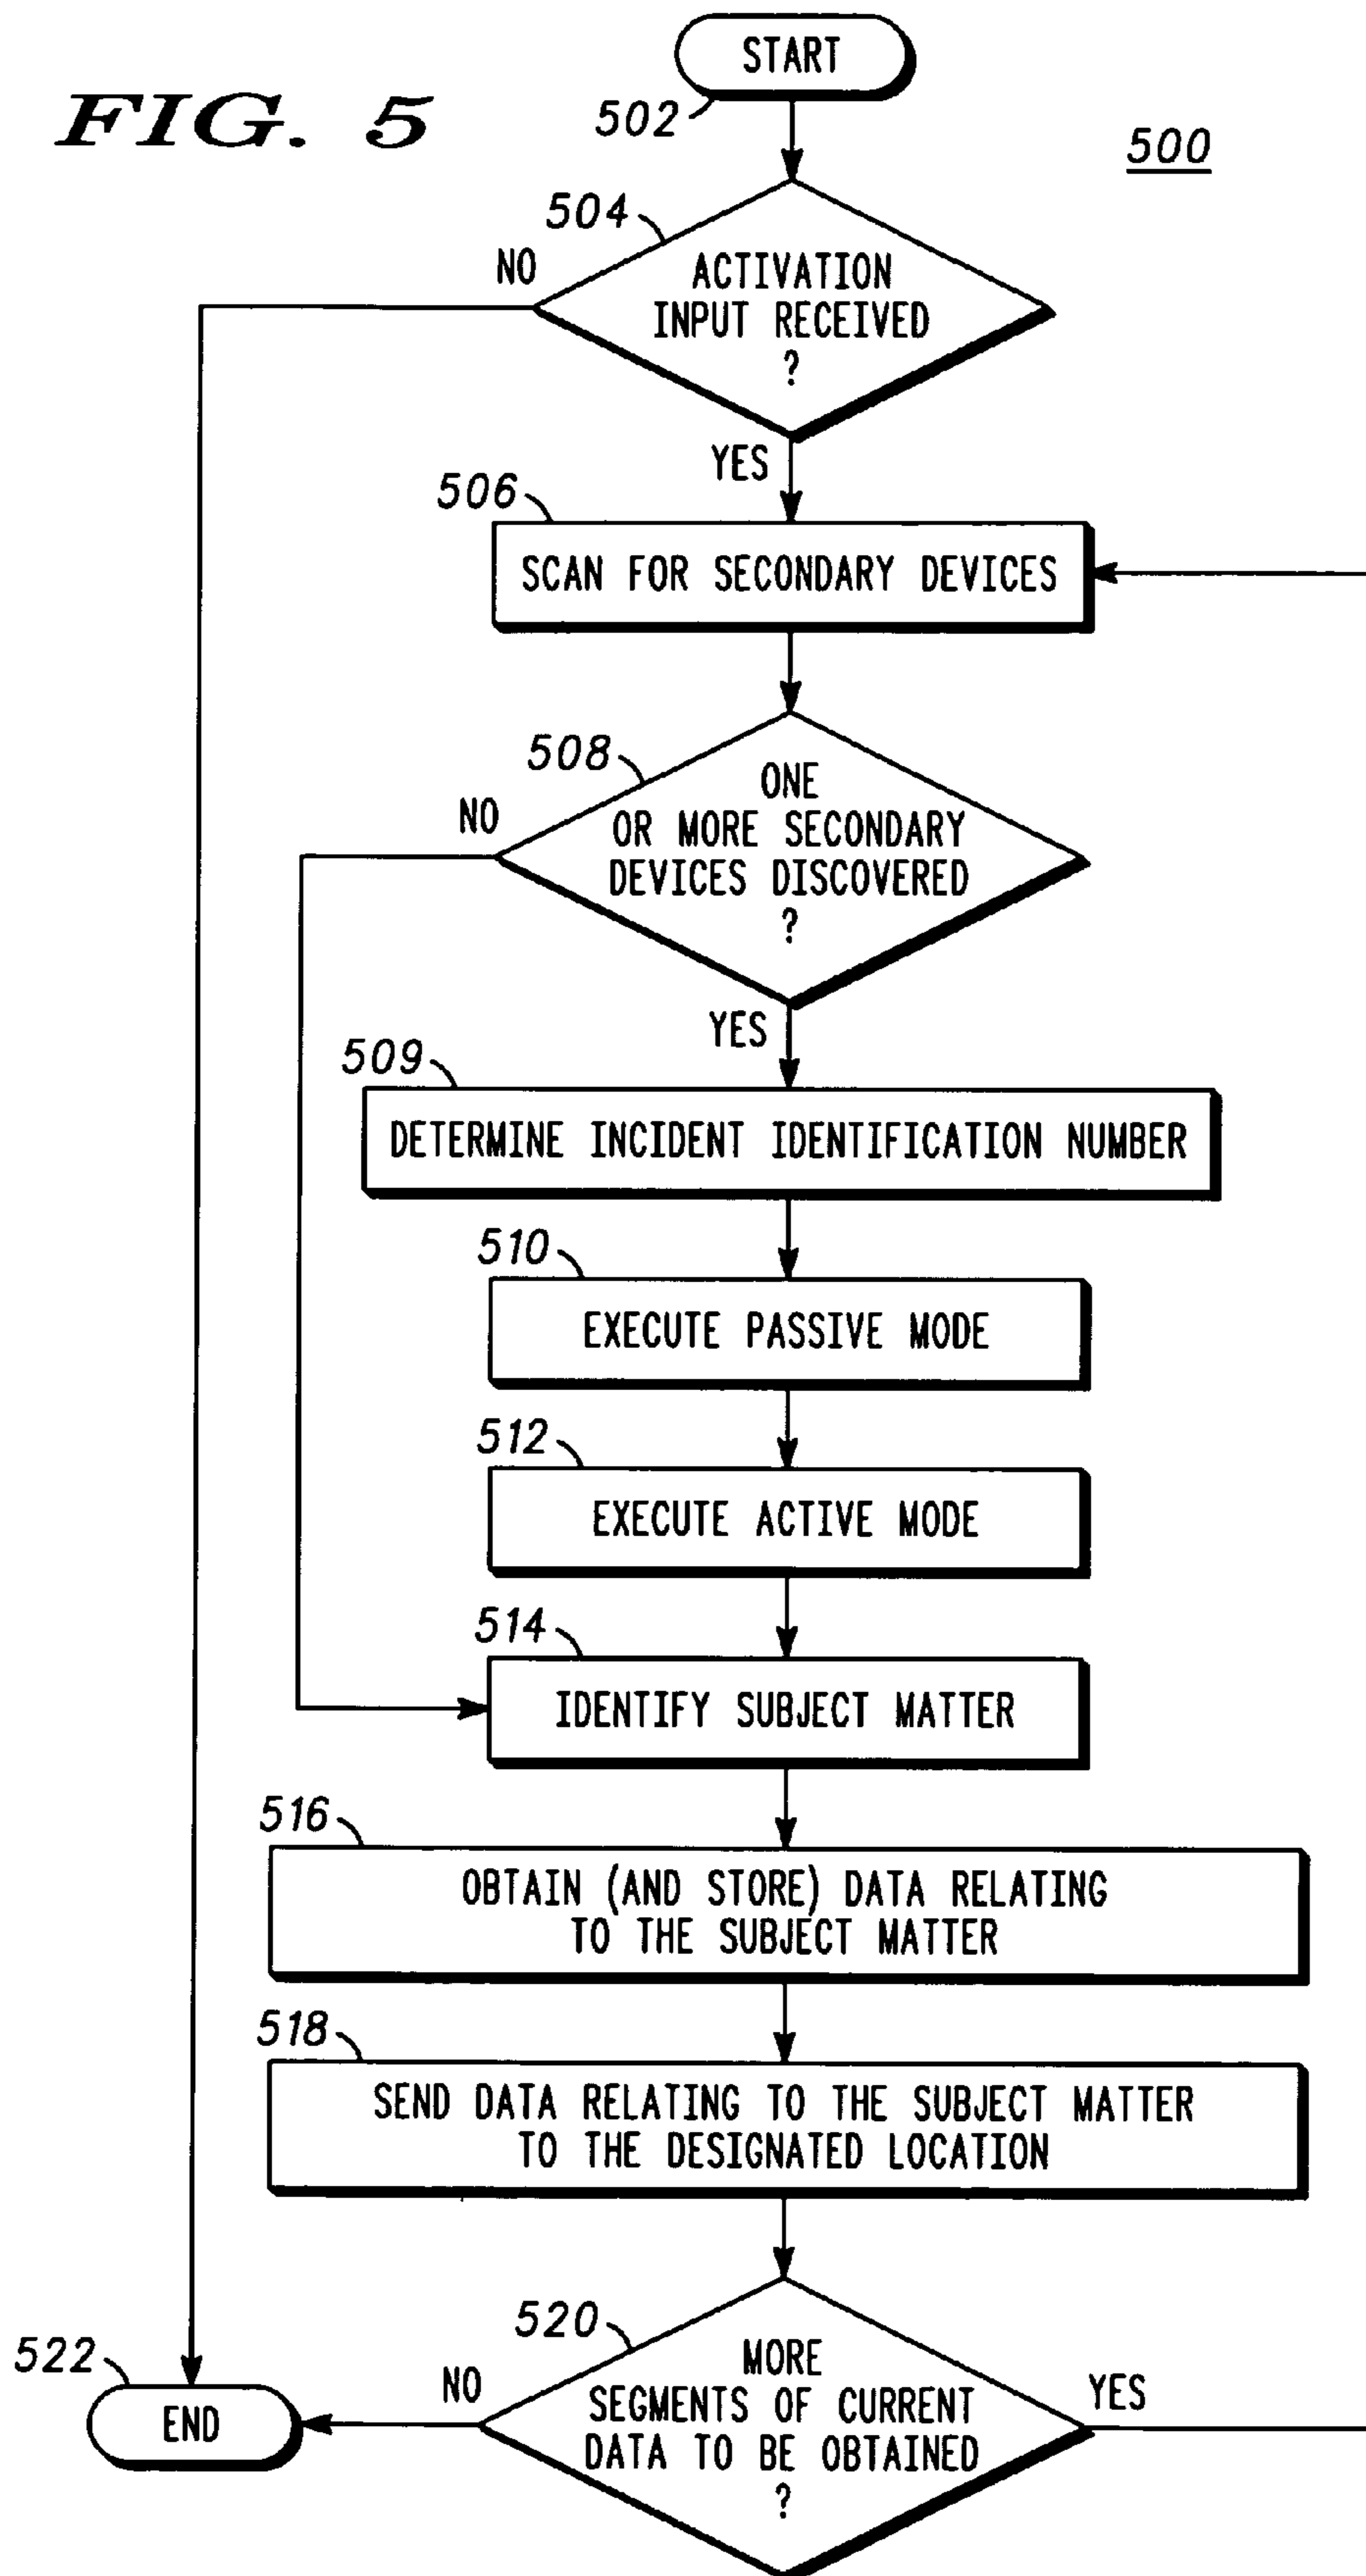 FIG. 5
START
502
500
504
NO
ACTIVATION
INPUT RECEIVED
?
YES
506
SCAN FOR SECONDARY DEVICES
508
NO
ONE
OR MORE SECONDARY
DEVICES DISCOVERED
?
YES
509
DETERMINE INCIDENT IDENTIFICATION NUMBER
510
EXECUTE PASSIVE MODE
512
EXECUTE ACTIVE MODE
514
IDENTIFY SUBJECT MATTER
516
OBTAIN (AND STORE) DATA RELATING
TO THE SUBJECT MATTER
518
SEND DATA RELATING TO THE SUBJECT MATTER
TO THE DESIGNATED LOCATION
520
522
END
NO
MORE
SEGMENTS OF CURRENT
DATA TO BE OBTAINED
?
YES